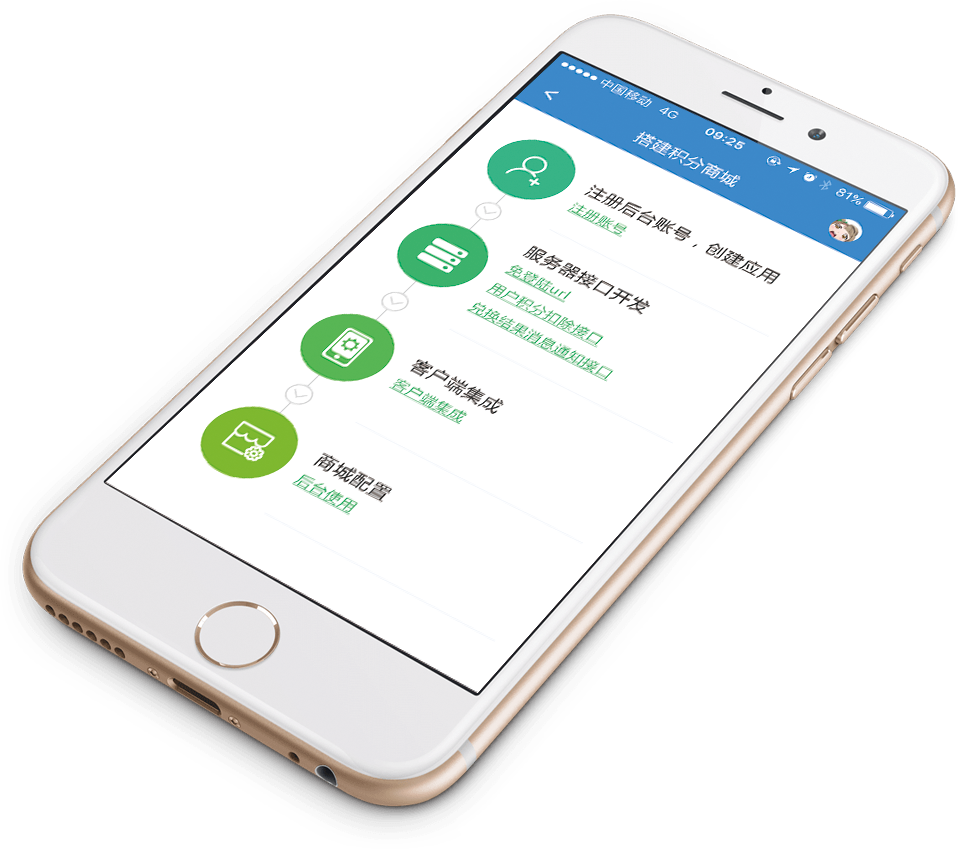 中国移动 4G 09:25 81%
<
搭建积分商城
注册后台账号，创建应用
注册账号
服务器接口开发
免登陆url
用户积分扣除接口
兑换结果消息通知接口
客户端集成
客户端集成
商城配置
后台使用